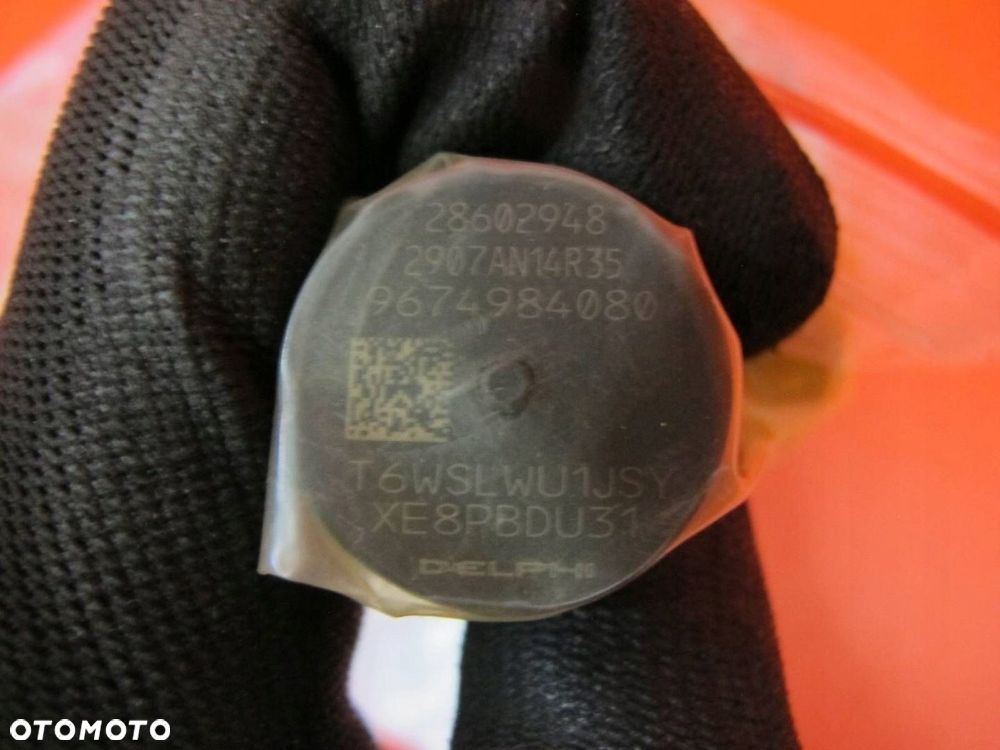 28602948
2907AN14R35
9674984080
T6WSLWU1JSY
XE8PBDU31
DELPHI
OTOMOTO